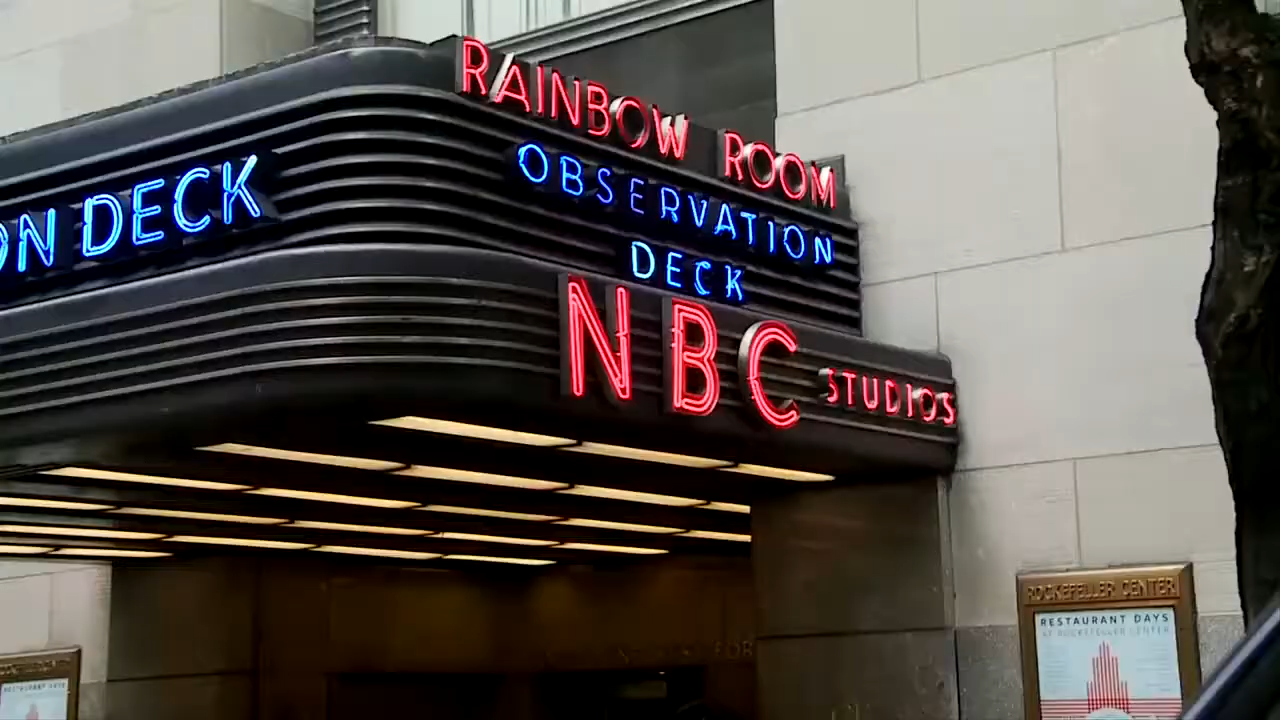 RAINBOW ROOM
OBSERVATION
DECK
ON DECK
NBC STUDIOS
ROCKEFELLER CENTER
RESTAURANT DAYS
AT ROCKEFELLER CENTER